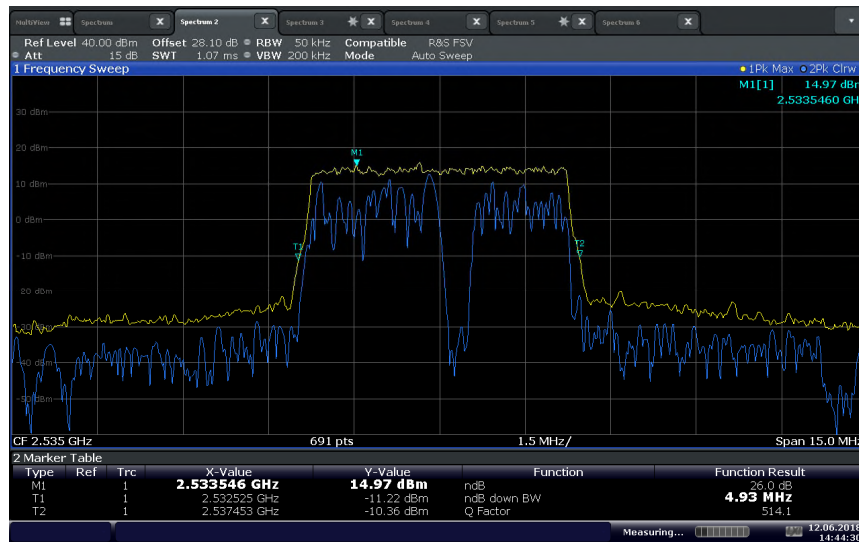 MultiView Spectrum X Spectrum 2 X Spectrum 3 X Spectrum 4 X Spectrum 5 X Spectrum 6 X
Ref Level 40.00 dBm Offset 28.10 dB RBW 50 kHz Compatible R&S FSV
Att 15 dB SWT 1.07 ms VBW 200 kHz Mode Auto Sweep
1 Frequency Sweep 1Pk Max 2Pk Clrw
M1[1] 14.97 dBr
2.5335460 GH
30 dBm
20 dBm
M1
10 dBm
0 dBm
T1 T2
-10 dBm
-20 dBm
-30 dBm
-40 dBm
-50 dBm
CF 2.535 GHz 691 pts 1.5 MHz/ Span 15.0 MH
2 Marker Table
Type Ref Trc X-Value Y-Value Function Function Result
M1 1 2.533546 GHz 14.97 dBm ndB 26.0 dB
T1 1 2.532525 GHz -11.22 dBm ndB down BW 4.93 MHz
T2 1 2.537453 GHz -10.36 dBm Q Factor 514.1
Measuring... 12.06.2018
14:44:30